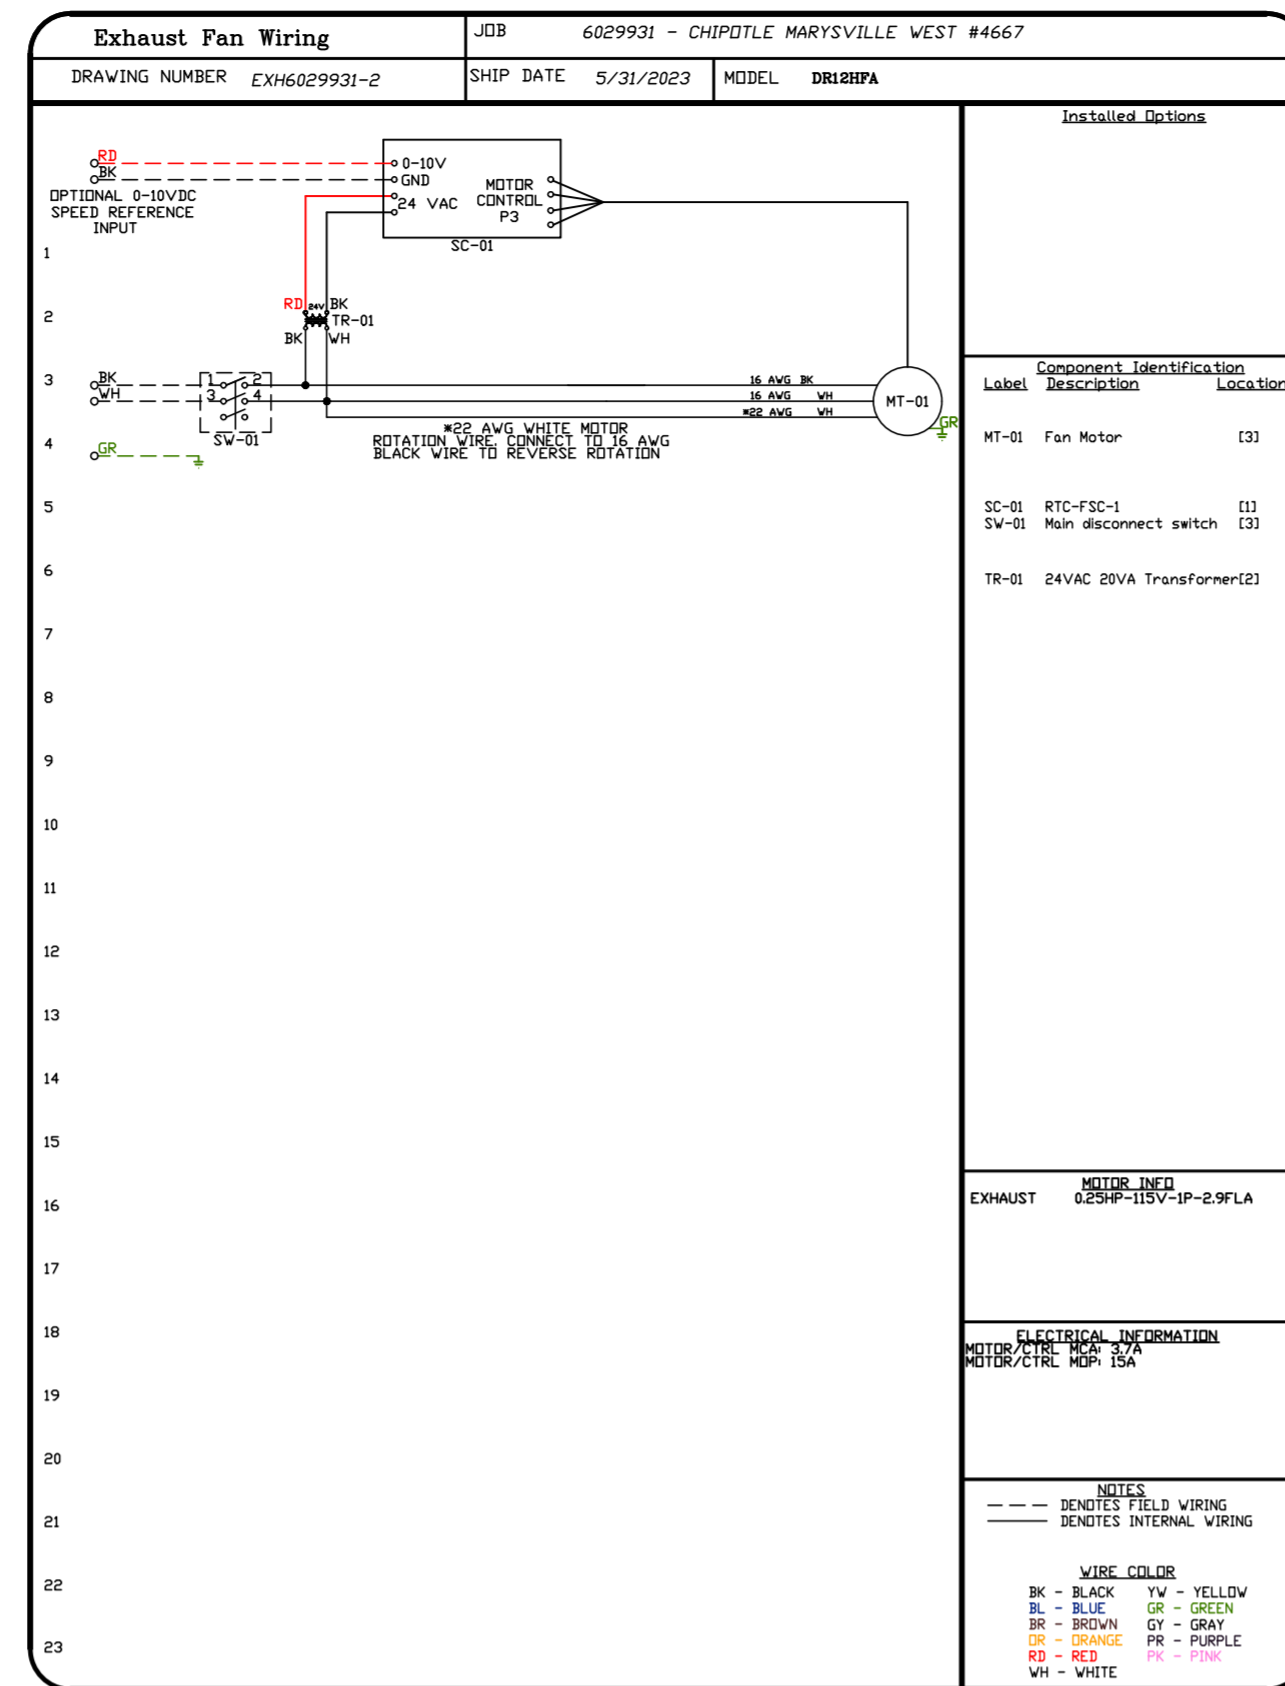 Exhaust Fan Wiring
JOB 6029931 - CHIPOTLE MARYSVILLE WEST #4667
DRAWING NUMBER EXH6029931-2
SHIP DATE 5/31/2023
MODEL DR12HFA
RD
BK
OPTIONAL 0-10VDC
SPEED REFERENCE
INPUT
0-10V
GND
24 VAC
MOTOR
CONTROL
P3
SC-01
RD 24V BK
TR-01
BK WH
BK
WH
1 2
3 4
SW-01
GR
16 AWG BK
16 AWG WH
*22 AWG WH
MT-01
GR
*22 AWG WHITE MOTOR
ROTATION WIRE. CONNECT TO 16 AWG
BLACK WIRE TO REVERSE ROTATION
1
2
3
4
5
6
7
8
9
10
11
12
13
14
15
16
17
18
19
20
21
22
23
Installed Options
Component Identification
Label Description Location
MT-01 Fan Motor [3]
SC-01 RTC-FSC-1 [1]
SW-01 Main disconnect switch [3]
TR-01 24VAC 20VA Transformer[2]
MOTOR INFO
EXHAUST 0.25HP-115V-1P-2.9FLA
ELECTRICAL INFORMATION
MOTOR/CTRL MCA: 3.7A
MOTOR/CTRL MOP: 15A
NOTES
DENOTES FIELD WIRING
DENOTES INTERNAL WIRING
WIRE COLOR
BK - BLACK YW - YELLOW
BL - BLUE GR - GREEN
BR - BROWN GY - GRAY
OR - ORANGE PR - PURPLE
RD - RED PK - PINK
WH - WHITE